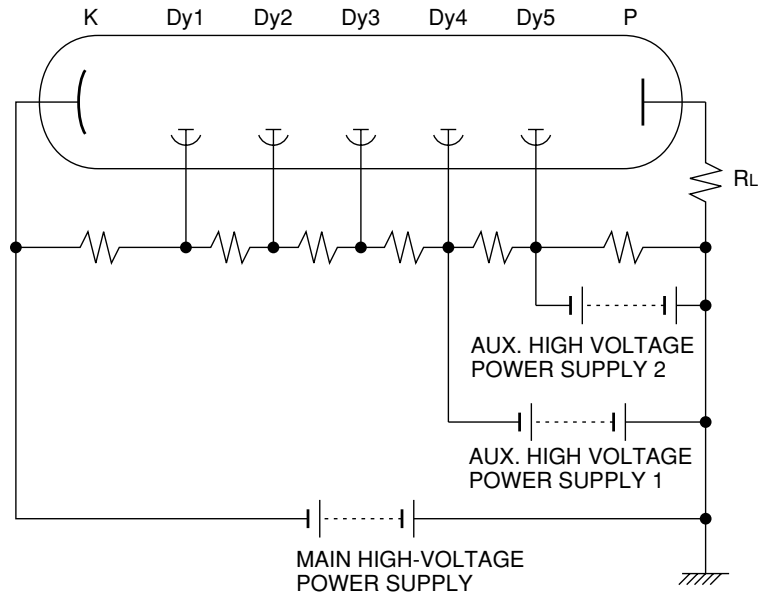 K Dy1 Dy2 Dy3 Dy4 Dy5 P
RL
AUX. HIGH VOLTAGE
POWER SUPPLY 2
AUX. HIGH VOLTAGE
POWER SUPPLY 1
MAIN HIGH-VOLTAGE
POWER SUPPLY